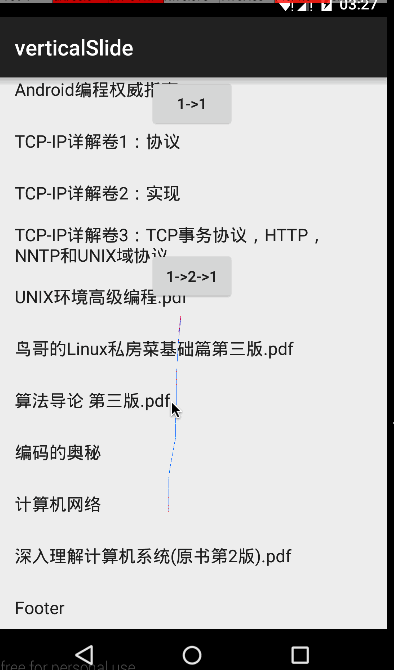 03:27
verticalSlide
Android编程权威指南
1->1
TCP-IP详解卷1：协议
TCP-IP详解卷2：实现
TCP-IP详解卷3：TCP事务协议，HTTP，
NNTP和UNIX域协议
1->2->1
UNIX环境高级编程.pdf
鸟哥的Linux私房菜基础篇第三版.pdf
算法导论 第三版.pdf
编码的奥秘
计算机网络
深入理解计算机系统(原书第2版).pdf
Footer
free for personal use